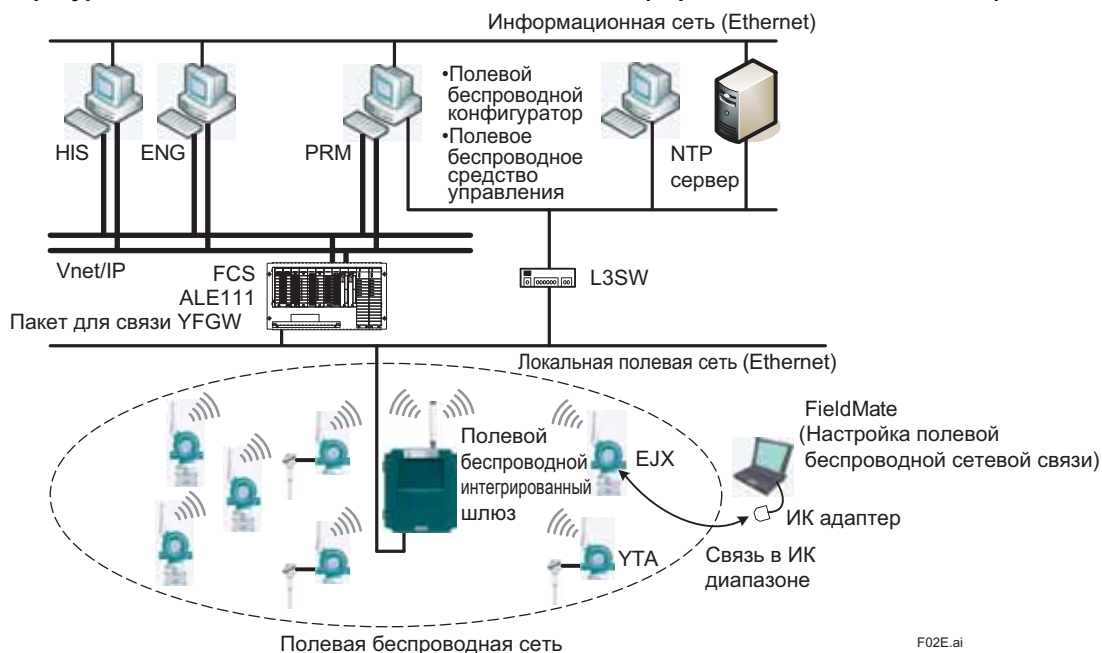 Информационная сеть (Ethernet)
•Полевой
беспроводной
конфигуратор
•Полевое
беспроводное
средство
управления
HIS
ENG
PRM
NTP
сервер
Vnet/IP
FCS
ALE111
Пакет для связи YFGW
L3SW
Локальная полевая сеть (Ethernet)
Полевой
беспроводной
интегрированный
шлюз
EJX
YTA
FieldMate
(Настройка полевой
беспроводной сетевой связи)
ИК адаптер
Связь в ИК
диапазоне
Полевая беспроводная сеть
F02E.ai